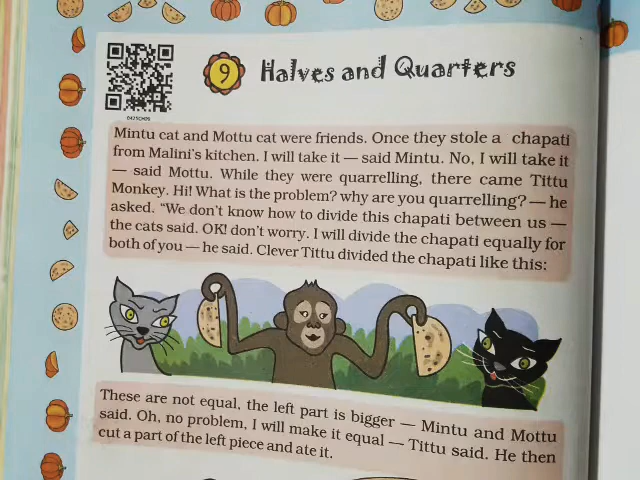 9 Halves and Quarters
Mintu cat and Mottu cat were friends. Once they stole a chapati
from Malini's kitchen. I will take it — said Mintu. No, I will take it
— said Mottu. While they were quarrelling, there came Tittu
Monkey. Hi! What is the problem? why are you quarrelling? — he
asked. "We don't know how to divide this chapati between us —
the cats said. OK! don't worry. I will divide the chapati equally for
both of you — he said. Clever Tittu divided the chapati like this:
These are not equal, the left part is bigger — Mintu and Mottu
said. Oh, no problem, I will make it equal — Tittu said. He then
cut a part of the left piece and ate it.